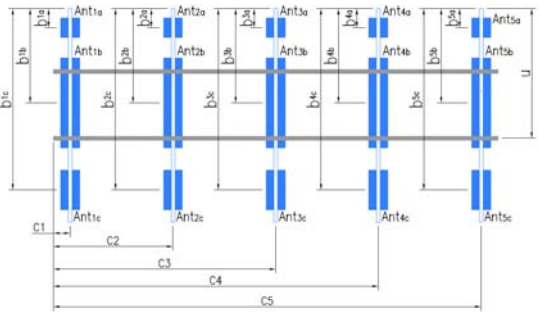 Ant1a Ant2a Ant3a Ant4a Ant5a
b1a b2a b3a b4a b5a
Ant1b Ant2b Ant3b Ant4b Ant5b
b1b b2b b3b b4b b5b
b1c b2c b3c b4c b5c
u
Ant1c Ant2c Ant3c Ant4c Ant5c
C1
C2
C3
C4
C5